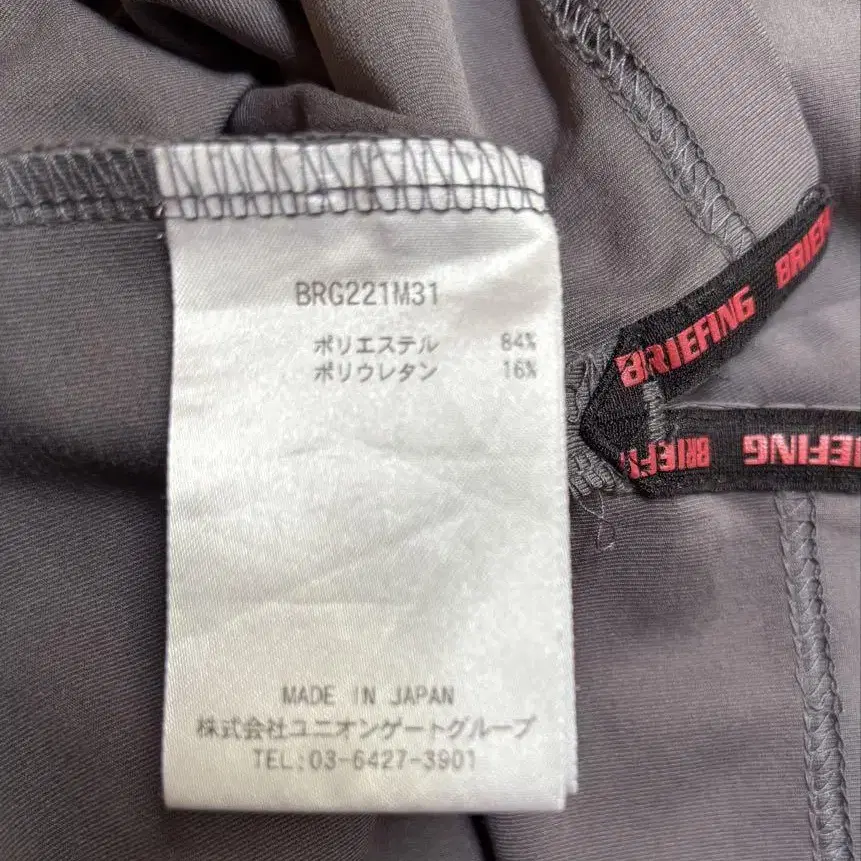 BRG221M31
ポリエステル 84%
ポリウレタン 16%
MADE IN JAPAN
株式会社ユニオンゲートグループ
TEL:03-6427-3901
BRIEFING BRIEFING
BRIEFING BRIEFING